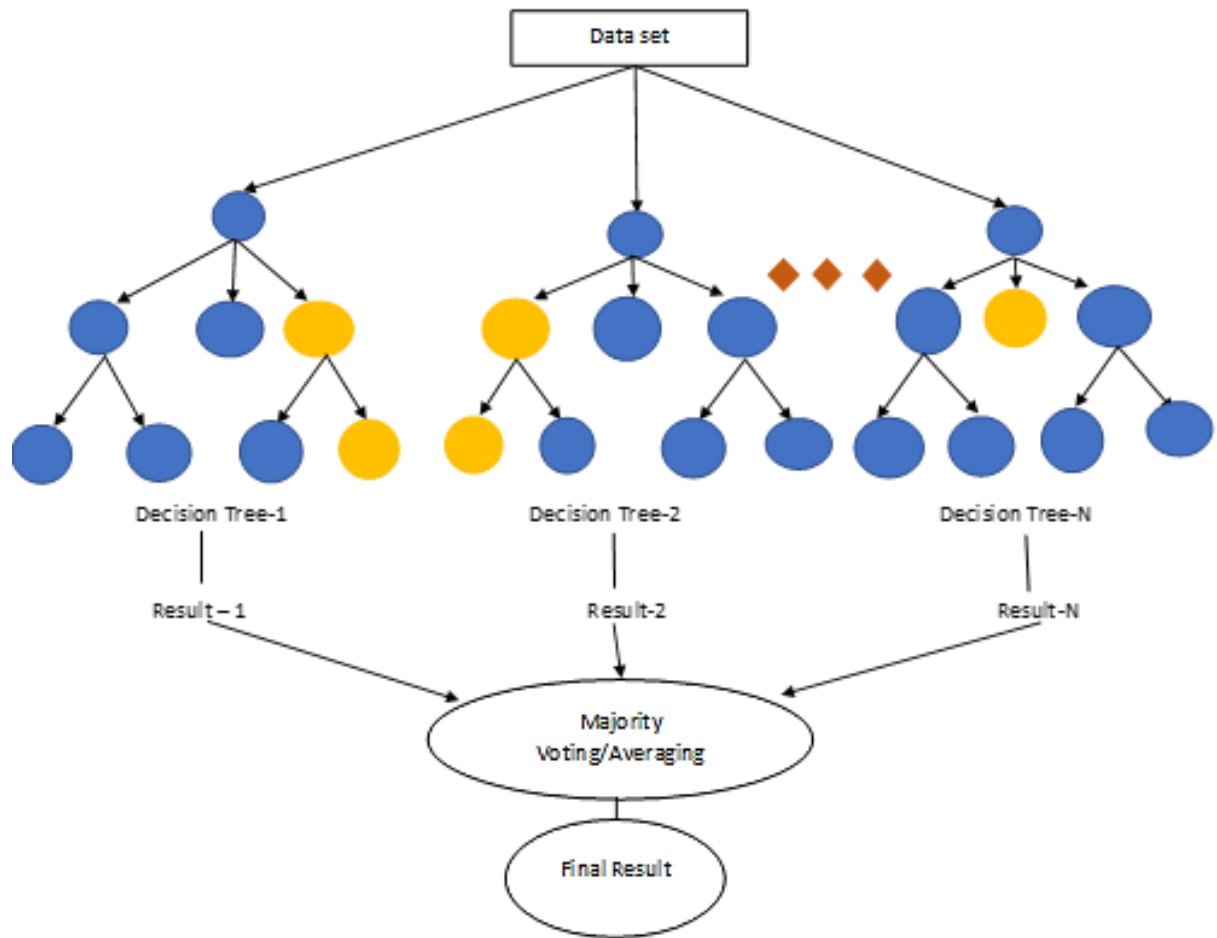 Data set
Decision Tree-1
Decision Tree-2
Decision Tree-N
Result – 1
Result-2
Result-N
Majority
Voting/Averaging
Final Result